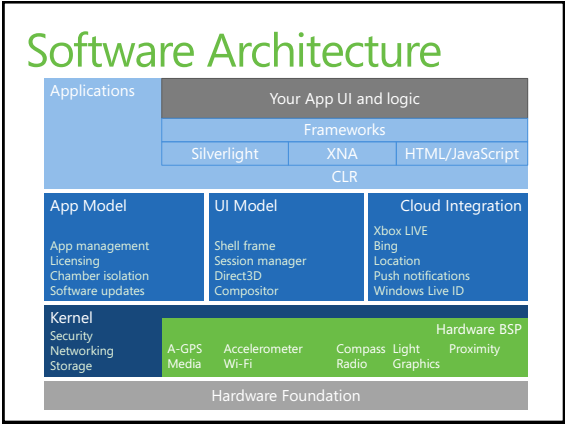 Software Architecture
Applications
Your App UI and logic
Frameworks
Silverlight XNA HTML/JavaScript
CLR
App Model
App management
Licensing
Chamber isolation
Software updates
UI Model
Shell frame
Session manager
Direct3D
Compositor
Cloud Integration
Xbox LIVE
Bing
Location
Push notifications
Windows Live ID
Kernel
Security
Networking
Storage
Hardware BSP
A-GPS Accelerometer Compass Light Proximity
Media Wi-Fi Radio Graphics
Hardware Foundation